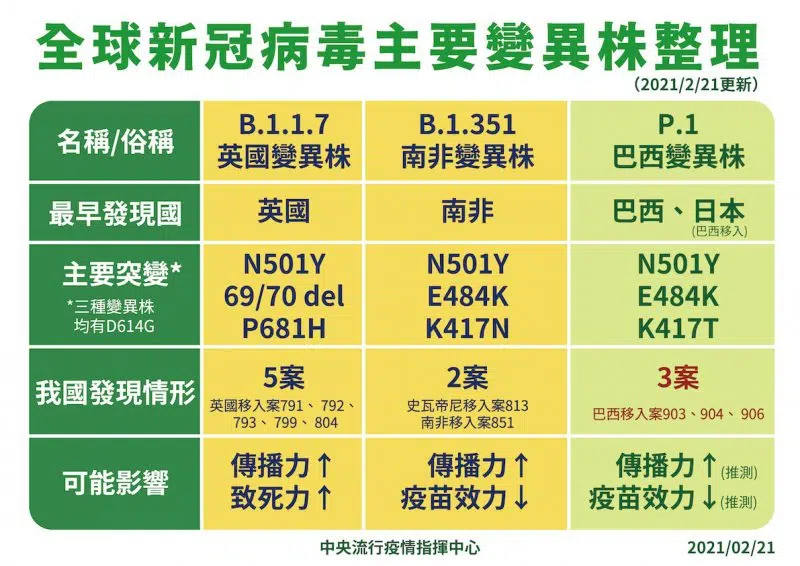 全球新冠病毒主要變異株整理
（2021/2/21更新）
名稱/俗稱
B.1.1.7
英國變異株
B.1.351
南非變異株
P.1
巴西變異株
最早發現國
英國
南非
巴西、日本
(巴西移入)
主要突變*
*三種變異株
均有D614G
N501Y
69/70 del
P681H
N501Y
E484K
K417N
N501Y
E484K
K417T
我國發現情形
5案
英國移入案791、792、
793、799、804
2案
史瓦帝尼移入案813
南非移入案851
3案
巴西移入案903、904、906
可能影響
傳播力↑
致死力↑
傳播力↑
疫苗效力↓
傳播力↑(推測)
疫苗效力↓(推測)
中央流行疫情指揮中心
2021/02/21